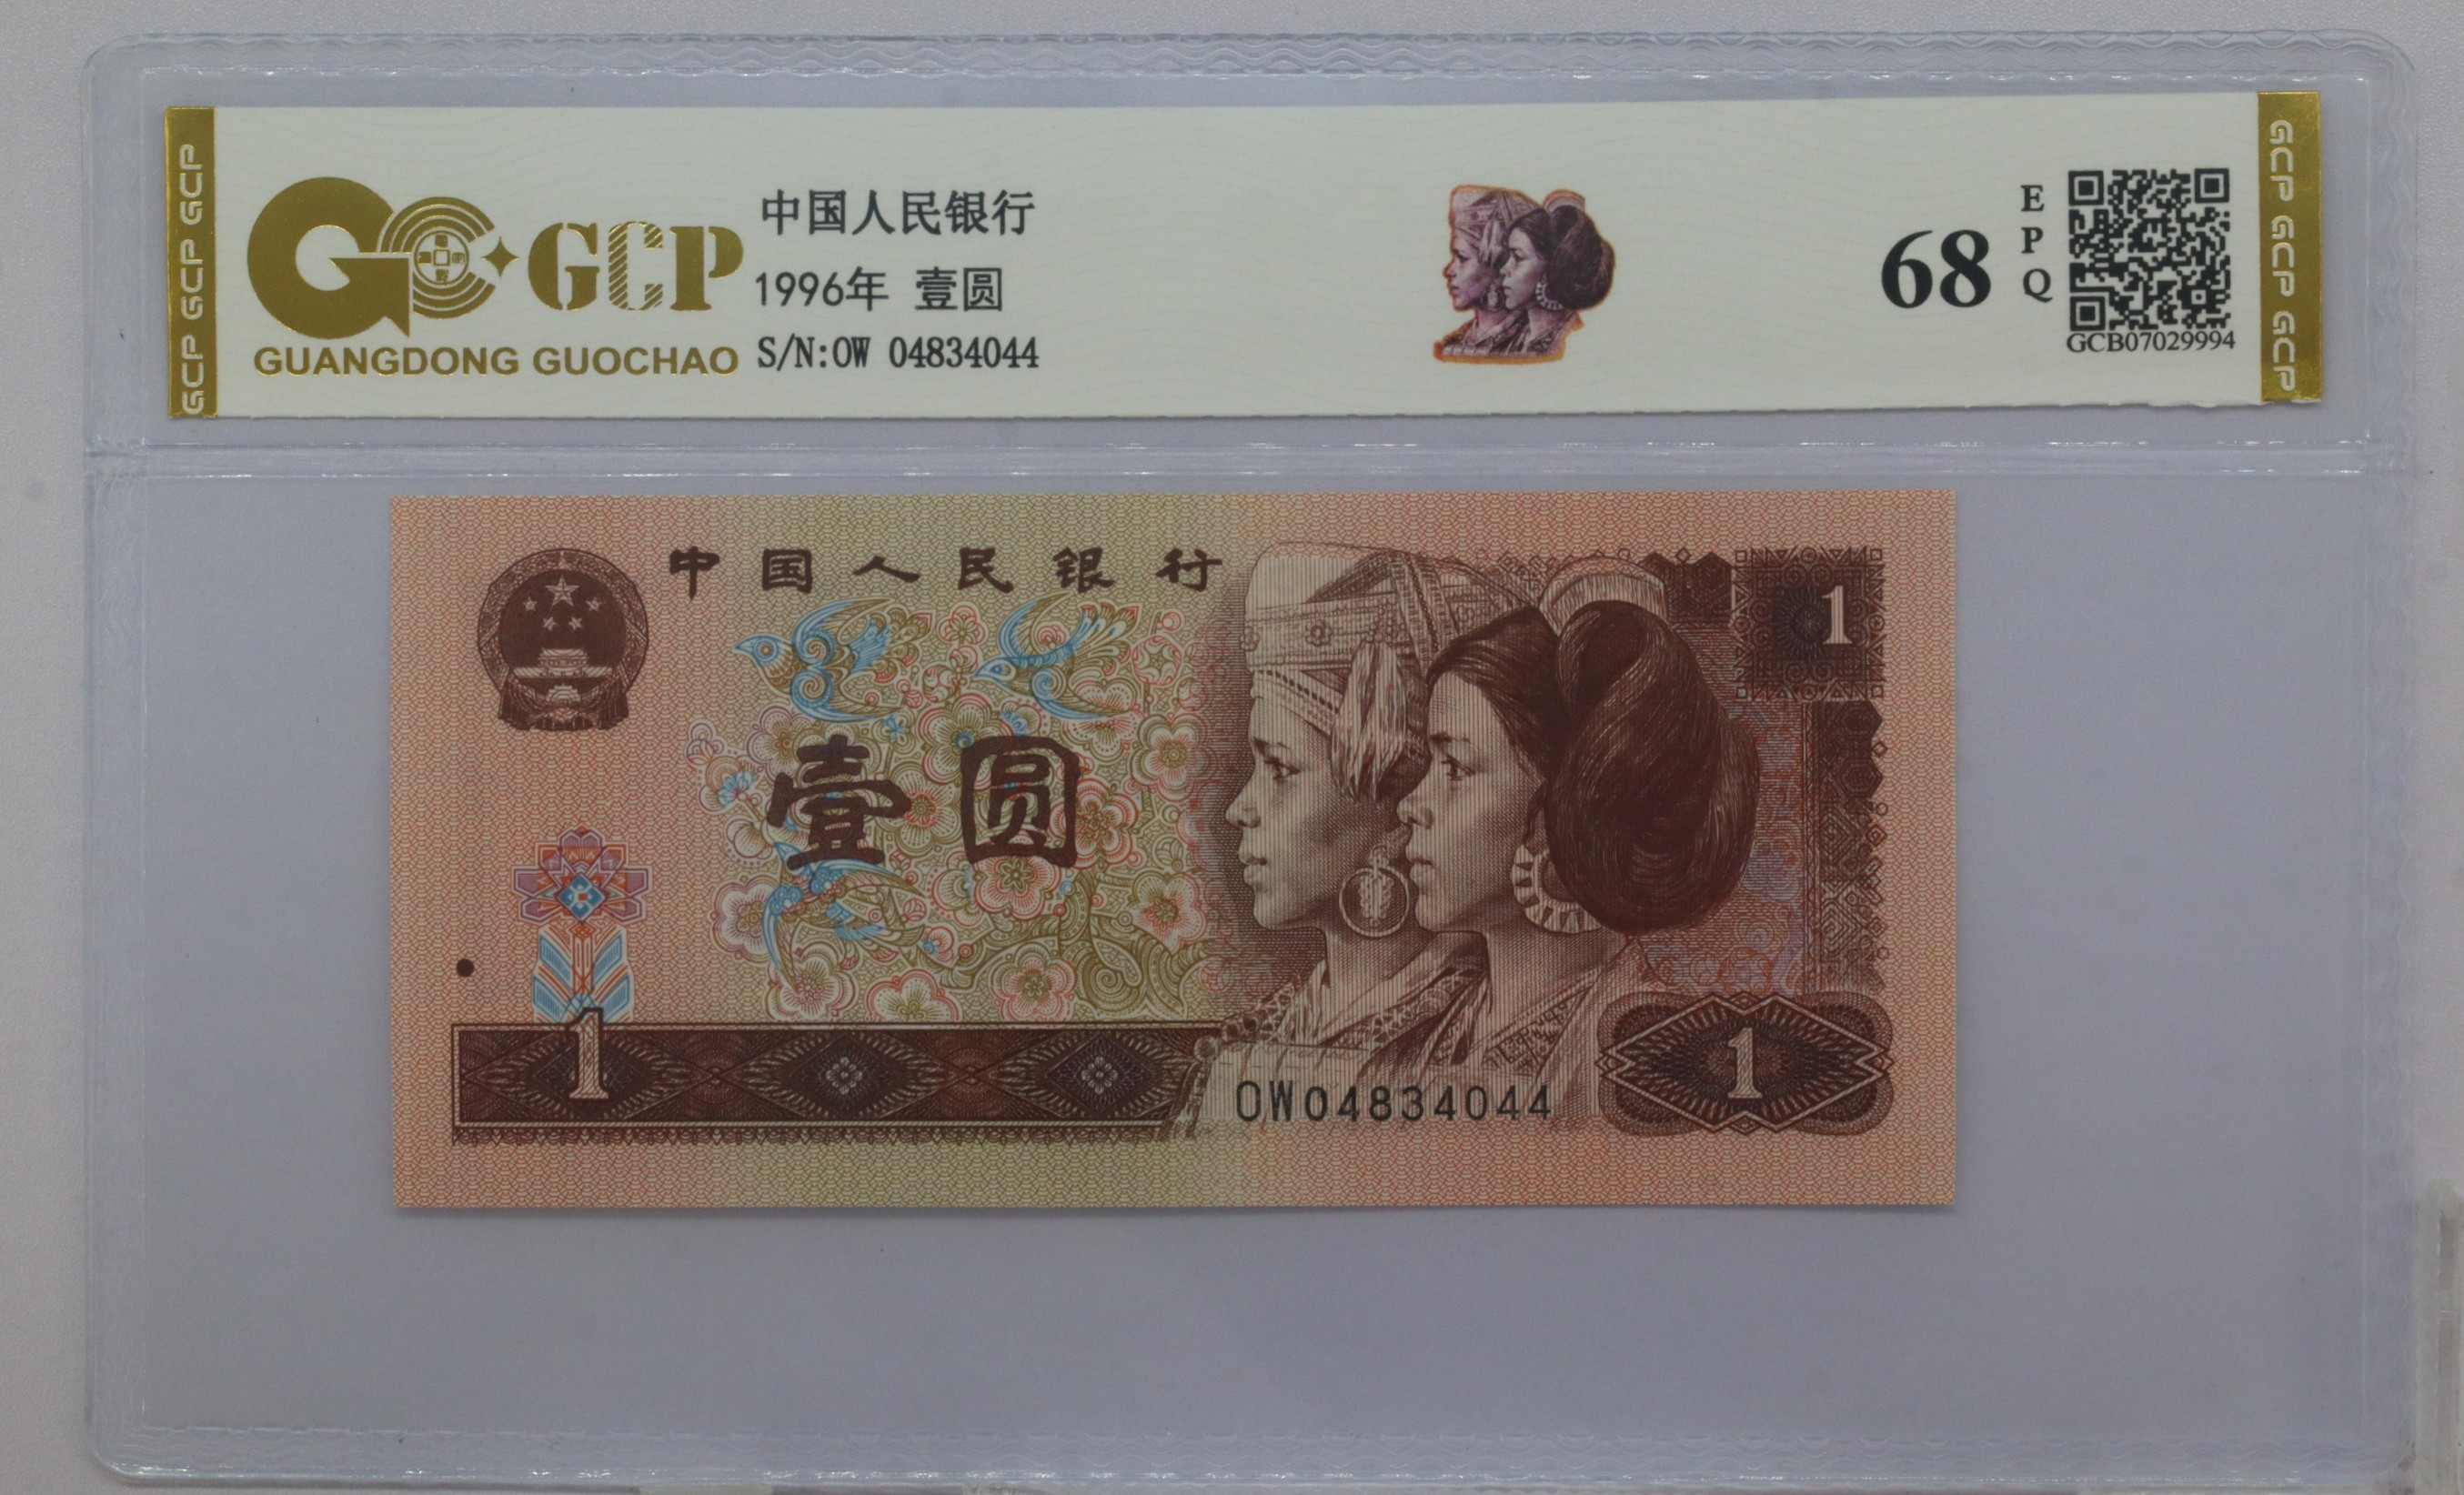 GCP GCP GCP
GCP
GUANGDONG GUOCHAO
中国人民银行
1996年 壹圆
S/N:OW 04834044
68
EPQ
GCB07029994
GCP GCP GCP GCP
中国人民银行
1
壹圆
1
1
OW04834044